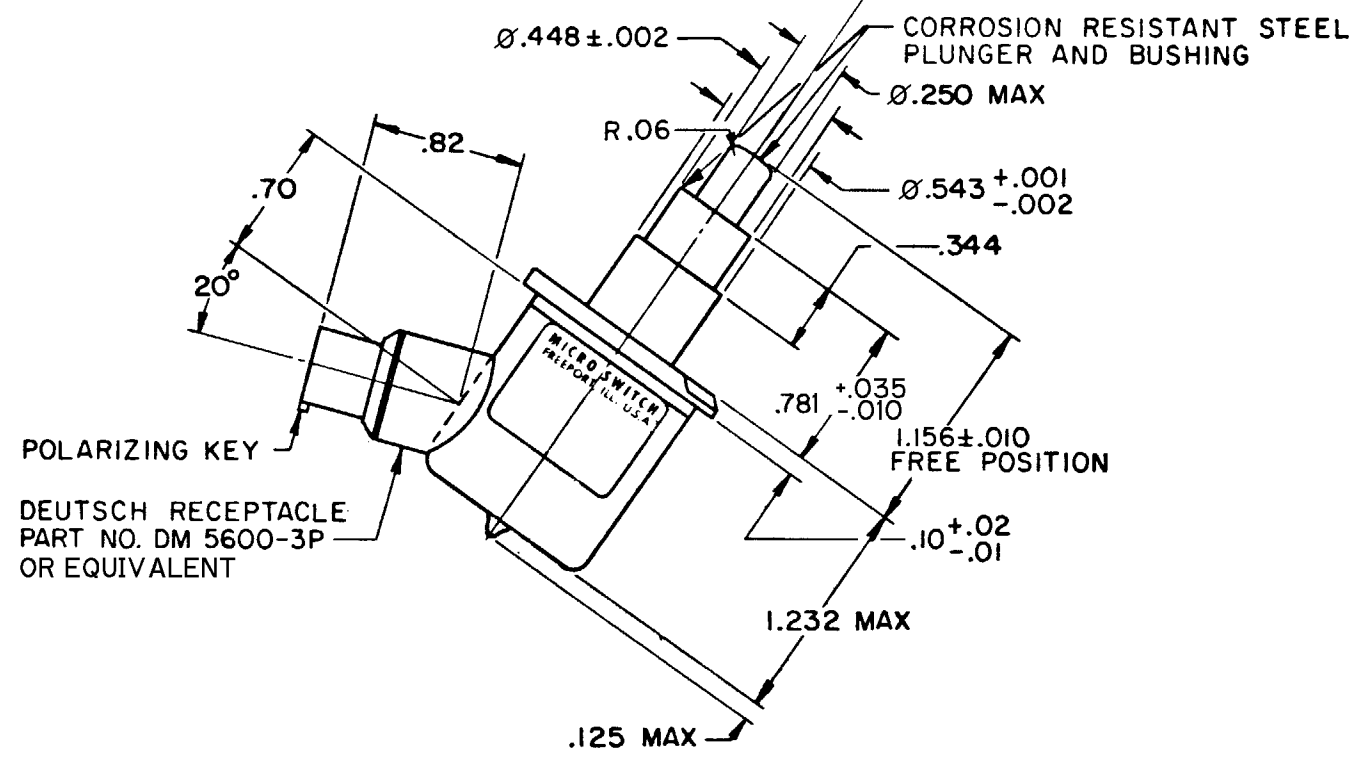 Ø.448±.002
CORROSION RESISTANT STEEL
PLUNGER AND BUSHING
Ø.250 MAX
R.06
.82
.70
Ø.543 +.001
-.002
.344
20°
MICRO SWITCH
FREEPORT, ILL. U.S.A
.781 +.035
-.010
1.156±.010
FREE POSITION
POLARIZING KEY
DEUTSCH RECEPTACLE
PART NO. DM 5600-3P
OR EQUIVALENT
.10 +.02
-.01
1.232 MAX
.125 MAX